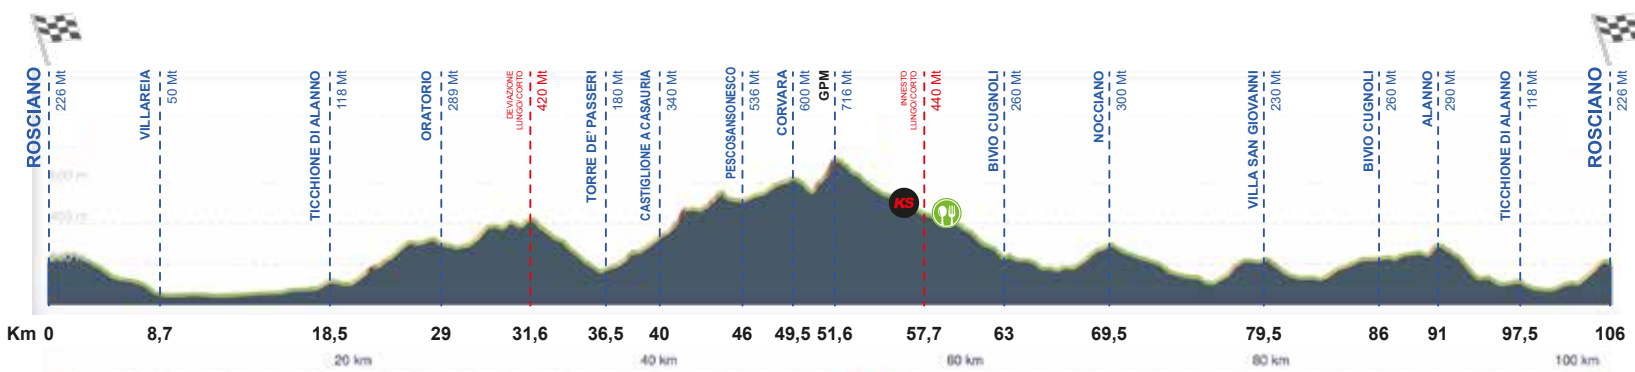 ROSCIANO
226 Mt
VILLAREIA
50 Mt
TICCHIONE DI ALANNO
118 Mt
ORATORIO
289 Mt
DEVIAZIONE
LUNGO/CORTO
420 Mt
TORRE DE' PASSERI
180 Mt
CASTIGLIONE A CASAURIA
340 Mt
PESCOSANSONESCO
536 Mt
CORVARA
600 Mt
GPM
716 Mt
INNESTO
LUNGO/CORTO
440 Mt
BIVIO CUGNOLI
260 Mt
NOCCIANO
300 Mt
VILLA SAN GIOVANNI
230 Mt
BIVIO CUGNOLI
260 Mt
ALANNO
290 Mt
TICCHIONE DI ALANNO
118 Mt
ROSCIANO
226 Mt
KS
Km 0 8,7 18,5 29 31,6 36,5 40 46 49,5 51,6 57,7 63 69,5 79,5 86 91 97,5 106
20 km 40 km 60 km 80 km 100 km